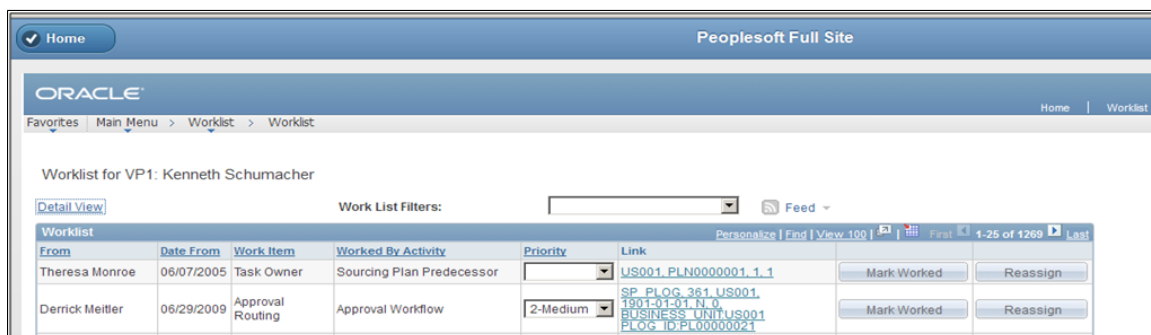 Home
Peoplesoft Full Site
ORACLE
Home | Worklist
Favorites Main Menu > Worklist > Worklist
Worklist for VP1: Kenneth Schumacher
Detail View Work List Filters: Feed
Worklist Personalize | Find | View 100 | First 1-25 of 1269 Last
From Date From Work Item Worked By Activity Priority Link
Theresa Monroe 06/07/2005 Task Owner Sourcing Plan Predecessor US001, PLN0000001, 1, 1 Mark Worked Reassign
Derrick Meitler 06/29/2009 Approval Routing Approval Workflow 2-Medium SP_PLOG, 361, US001, 1901-01-01, N, 0, BUSINESS_UNIT:US001 PLOG_ID:PL00000021 Mark Worked Reassign